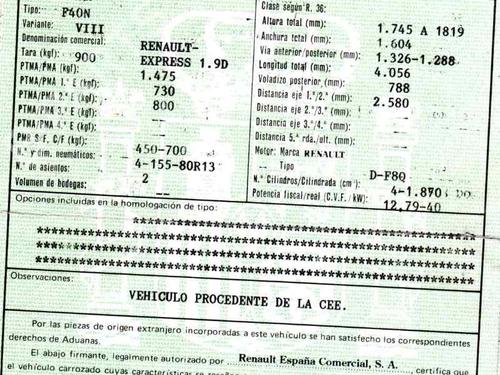 Tipo: F40N
Variante: VIII
Denominación comercial: RENAULT-
EXPRESS 1.9D
Tara (kgf): 900
PTMA/PMA (kgf): 1.475
PTMA/PMA 1.ª E (kgf): 730
PTMA/PMA 2.ª E (kgf): 800
PTMA/PMA 3.ª E (kgf):
PTMA/PMA 4.ª E (kgf):
PMR S/F, C/F (kgf):
450-700
N.º y dim. neumáticos:
4-155-80R13
N.º de asientos:
2
Volumen de bodegas:
Clase según R. 36:
Altura total (mm): 1.745 A 1819
Anchura total (mm): 1.604
Vía anterior/posterior (mm): 1.326-1.288
Longitud total (mm): 4.056
Voladizo posterior (mm): 788
Distancia eje 1.º/2.º (mm): 2.580
Distancia eje 2.º/3.º (mm):
Distancia eje 3.º/4.º (mm):
Distancia 5.ª rda./ult. (mm):
Motor: Marca RENAULT
Tipo D-F8Q
N.º Cilindros/Cilindrada (cm³): 4-1.870
Potencia fiscal/real (C.V.F./kW): 12,79-40
Opciones incluidas en la homologación de tipo:
Observaciones:
VEHICULO PROCEDENTE DE LA CEE.
Por las piezas de origen extranjero incorporadas a este vehículo se han satisfecho los correspondientes
derechos de Aduanas.
El abajo firmante, legalmente autorizado por Renault España Comercial, S. A. , certifica que
el vehículo carrozado cuyas características se